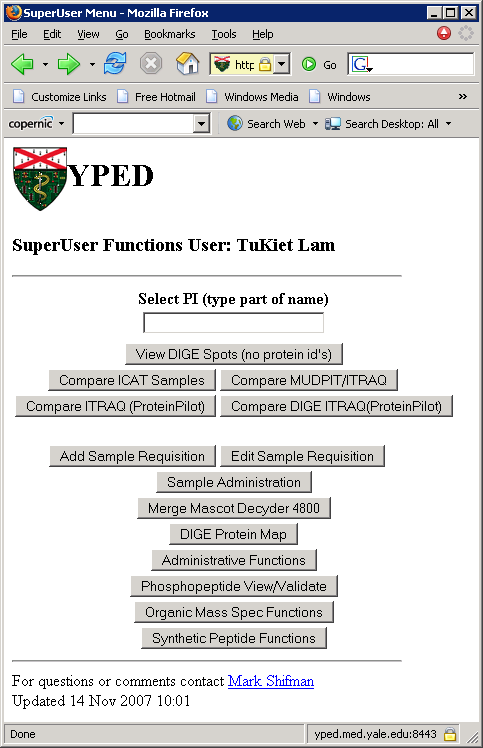 SuperUser Menu - Mozilla Firefox
File Edit View Go Bookmarks Tools Help
http Go G
Customize Links Free Hotmail Windows Media Windows »
copernic Search Web Search Desktop: All
YPED
SuperUser Functions User: TuKiet Lam
Select PI (type part of name)
View DIGE Spots (no protein id's)
Compare ICAT Samples Compare MUDPIT/ITRAQ
Compare ITRAQ (ProteinPilot) Compare DIGE ITRAQ(ProteinPilot)
Add Sample Requisition Edit Sample Requisition
Sample Administration
Merge Mascot Decyder 4800
DIGE Protein Map
Administrative Functions
Phosphopeptide View/Validate
Organic Mass Spec Functions
Synthetic Peptide Functions
For questions or comments contact Mark Shifman
Updated 14 Nov 2007 10:01
Done yped.med.yale.edu:8443